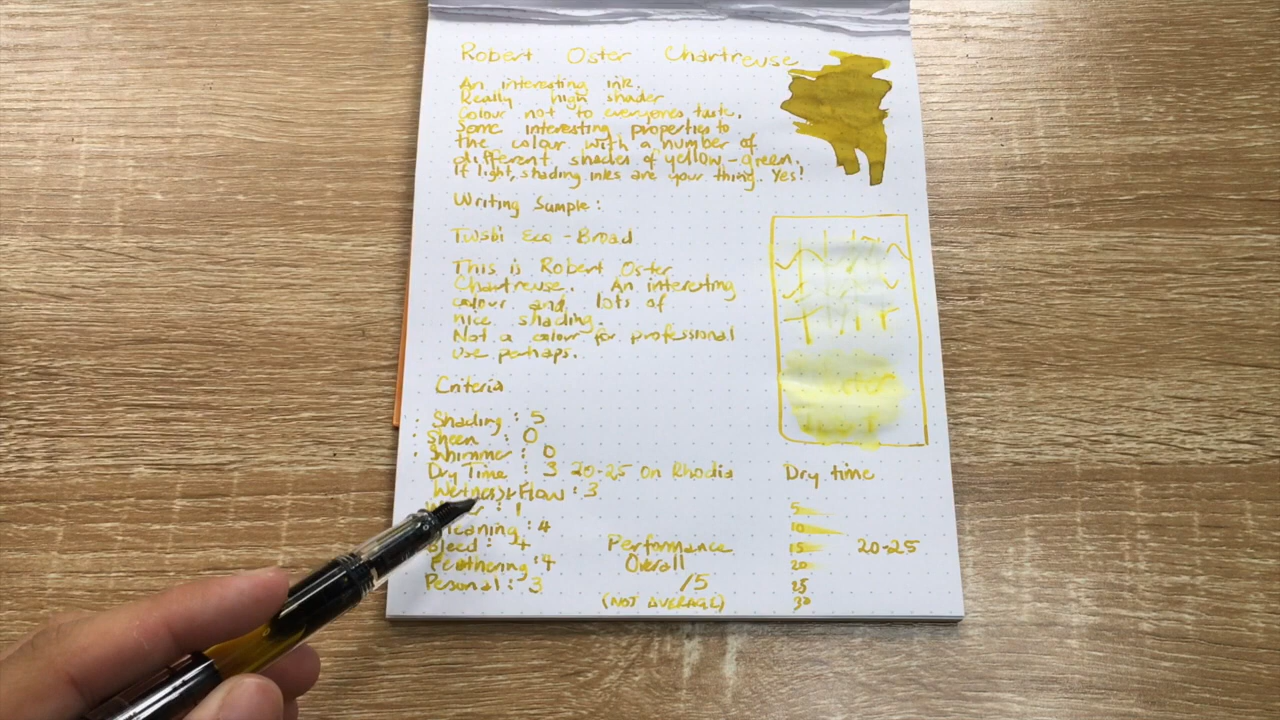 Robert Oster Chartreuse
An interesting ink.
Really high shader
Colour not to everyones taste.
Some interesting properties to
the colour with a number of
different shades of yellow-green.
If light, shading inks are your thing. Yes!
Writing Sample:
Twsbi Eco - Broad
This is Robert Oster
Chartreuse. An interesting
colour and lots of
nice shading.
Not a colour for professional
use perhaps.
Criteria
Shading: 5
Sheen: 0
Shimmer: 0
Dry Time: 3 20-25 on Rhodia
Wetness + Flow: 3
: 1
Cleaning: 4
Bleed: 4
Feathering: 4
Personal: 3
Performance
Overall
/5
(NOT AVERAGE)
Dry time
5
10
15
20
25
30
20-25